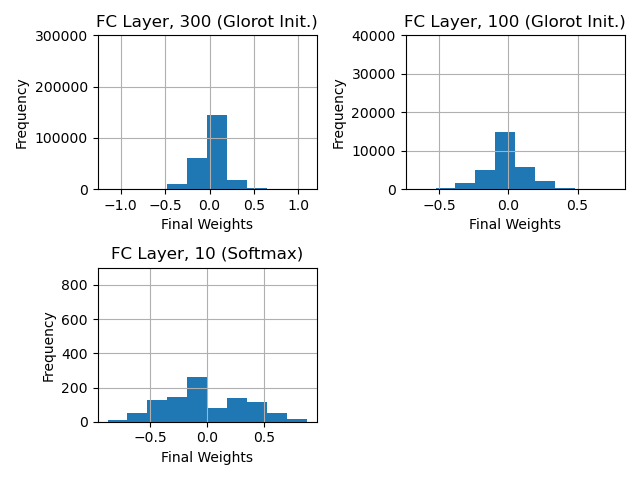 FC Layer, 300 (Glorot Init.)
300000
200000
100000
0
Frequency
−1.0 −0.5 0.0 0.5 1.0
Final Weights
FC Layer, 100 (Glorot Init.)
40000
30000
20000
10000
0
Frequency
−0.5 0.0 0.5
Final Weights
FC Layer, 10 (Softmax)
800
600
400
200
0
Frequency
−0.5 0.0 0.5
Final Weights